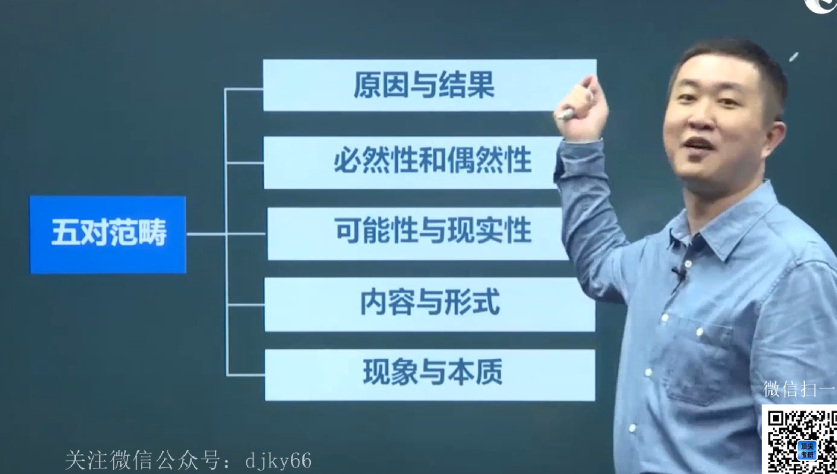 五对范畴
原因与结果
必然性和偶然性
可能性与现实性
内容与形式
现象与本质
微信扫一
关注微信公众号：djky66